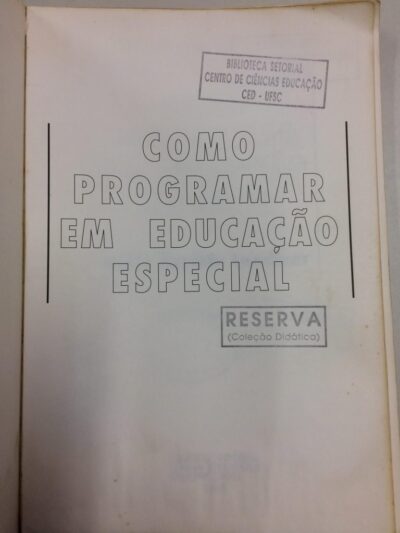 BIBLIOTECA SETORIAL
CENTRO DE CIÊNCIAS EDUCAÇÃO
CED - UFSC
COMO
PROGRAMAR
EM EDUCAÇÃO
ESPECIAL
RESERVA
(Coleção Didática)